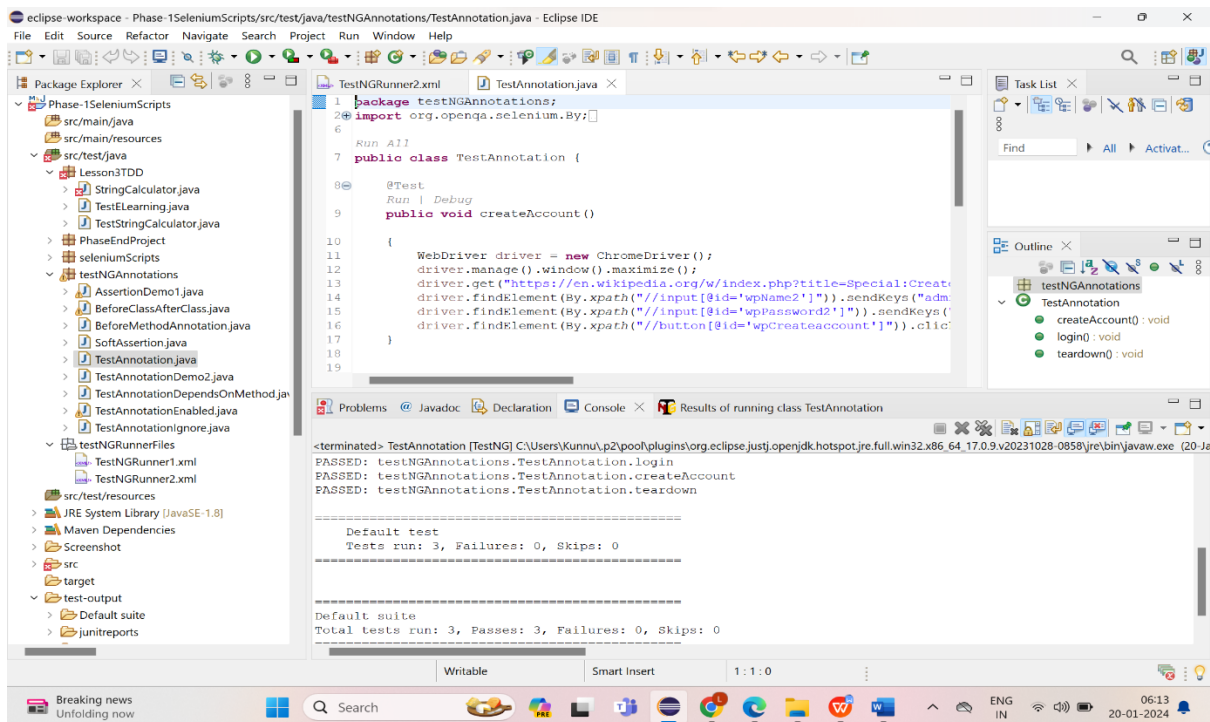 eclipse-workspace - Phase-1SeleniumScripts/src/test/java/testNGAnnotations/TestAnnotation.java - Eclipse IDE
File Edit Source Refactor Navigate Search Project Run Window Help
Package Explorer
Phase-1SeleniumScripts
src/main/java
src/main/resources
src/test/java
Lesson3TDD
StringCalculator.java
TestELearning.java
TestStringCalculator.java
PhaseEndProject
seleniumScripts
testNGAnnotations
AssertionDemo1.java
BeforeClassAfterClass.java
BeforeMethodAnnotation.java
SoftAssertion.java
TestAnnotation.java
TestAnnotationDemo2.java
TestAnnotationDependsOnMethod.jav
TestAnnotationEnabled.java
TestAnnotationIgnore.java
testNGRunnerFiles
TestNGRunner1.xml
TestNGRunner2.xml
src/test/resources
JRE System Library [JavaSE-1.8]
Maven Dependencies
Screenshot
src
target
test-output
Default suite
junitreports
TestNGRunner2.xml TestAnnotation.java
1 package testNGAnnotations;
2 import org.openqa.selenium.By;
6
Run All
7 public class TestAnnotation {
8 @Test
Run | Debug
9 public void createAccount()
10 {
11 WebDriver driver = new ChromeDriver();
12 driver.manage().window().maximize();
13 driver.get("https://en.wikipedia.org/w/index.php?title=Special:Create
14 driver.findElement(By.xpath("//input[@id='wpName2']")).sendKeys("adm
15 driver.findElement(By.xpath("//input[@id='wpPassword2']")).sendKeys(
16 driver.findElement(By.xpath("//button[@id='wpCreateaccount']")).clic
17 }
18
19
Task List
Find All Activat...
Outline
testNGAnnotations
TestAnnotation
createAccount() : void
login() : void
teardown() : void
Problems Javadoc Declaration Console Results of running class TestAnnotation
<terminated> TestAnnotation [TestNG] C:\Users\Kunnu\.p2\pool\plugins\org.eclipse.justj.openjdk.hotspot.jre.full.win32.x86_64_17.0.9.v20231028-0858\jre\bin\javaw.exe (20-Ja
PASSED: testNGAnnotations.TestAnnotation.login
PASSED: testNGAnnotations.TestAnnotation.createAccount
PASSED: testNGAnnotations.TestAnnotation.teardown
===============================================
Default test
Tests run: 3, Failures: 0, Skips: 0
===============================================
===============================================
Default suite
Total tests run: 3, Passes: 3, Failures: 0, Skips: 0
===============================================
Writable Smart Insert 1 : 1 : 0
Breaking news
Unfolding now
Search
PRE
ENG
IN
06:13
20-01-2024